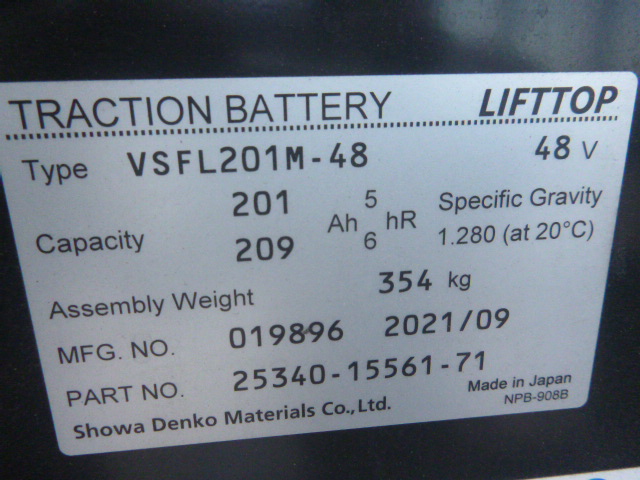 TRACTION BATTERY LIFTTOP
Type VSFL201M-48 48 V
Capacity 201 Ah 5 hR Specific Gravity
209 6 1.280 (at 20°C)
Assembly Weight 354 kg
MFG. NO. 019896 2021/09
PART NO. 25340-15561-71
Made in Japan
Showa Denko Materials Co., Ltd. NPB-908B